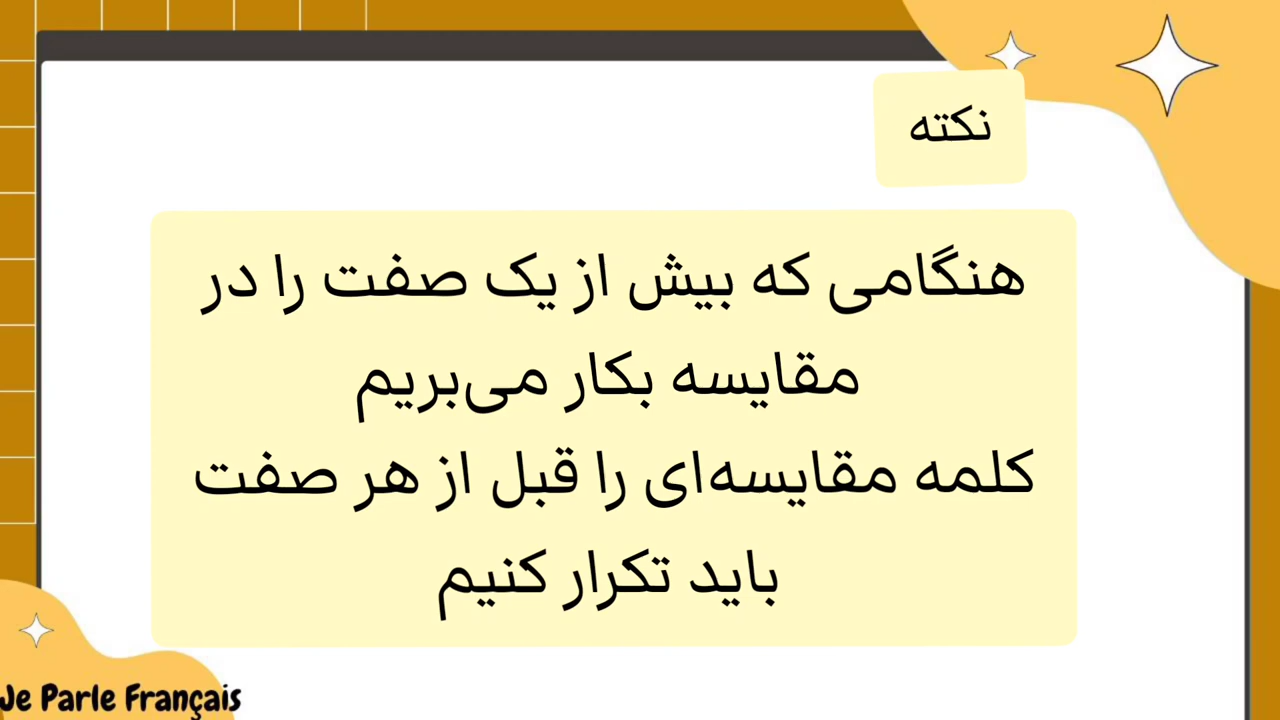 نکته
هنگامی که بیش از یک صفت را در
مقایسه بکار می‌بریم
کلمه مقایسه‌ای را قبل از هر صفت
باید تکرار کنیم
Je Parle Français